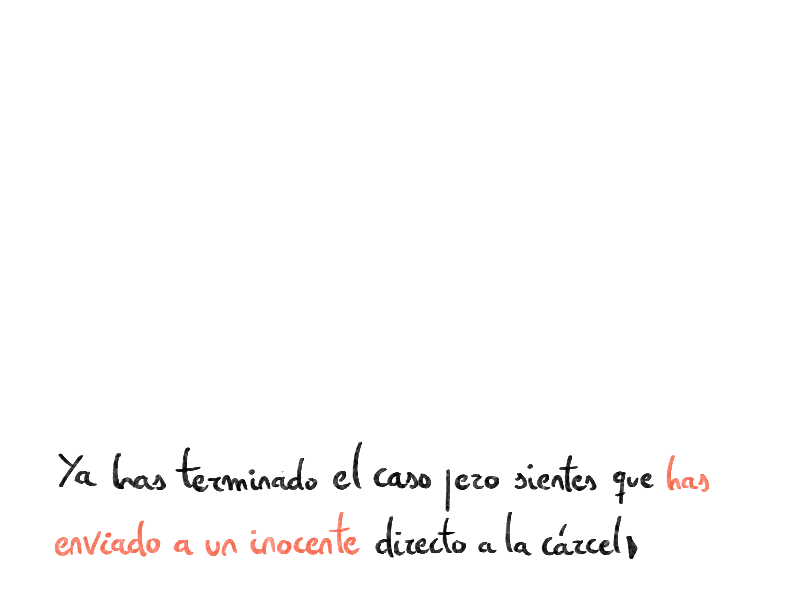 Ya has terminado el caso pero sientes que has
enviado a un inocente directo a la cárcel